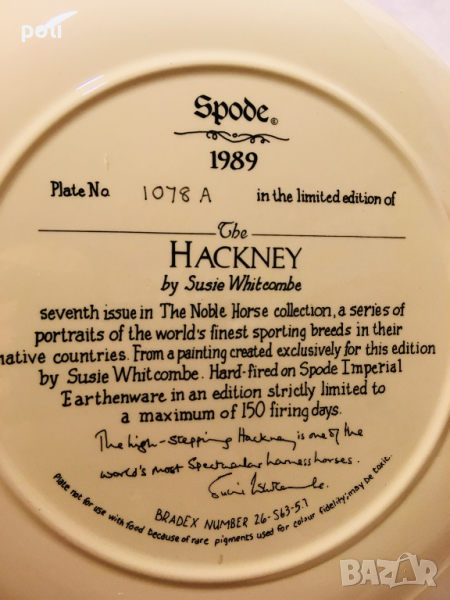 poli
Spode ©
1989
Plate No. 1078 A in the limited edition of
The
HACKNEY
by Susie Whitcombe
seventh issue in The Noble Horse collection, a series of
portraits of the world's finest sporting breeds in their
native countries. From a painting created exclusively for this edition
by Susie Whitcombe. Hard-fired on Spode Imperial
Earthenware in an edition strictly limited to
a maximum of 150 firing days.
The high-stepping Hackney is one of the
world's most Spectacular harness horses.
Susie Whitcombe.
BRADEX NUMBER 26-S63-5.7
Plate not for use with food because of rare pigments used for colour fidelity; may be toxic.
BAZAR